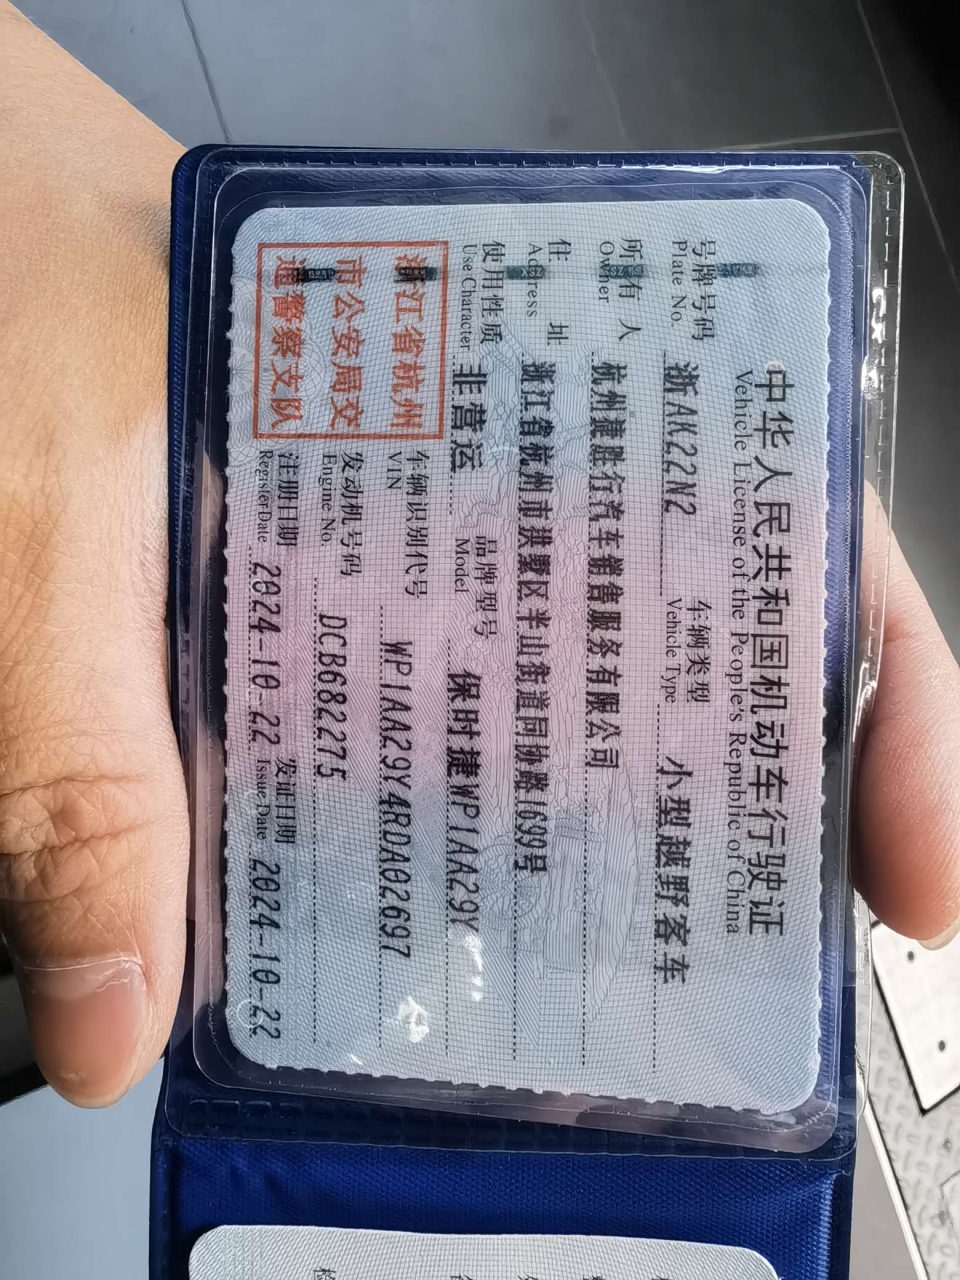 中华人民共和国机动车行驶证
Vehicle License of the People's Republic of China
号牌号码 浙AK22N2 车辆类型 小型越野客车
Plate No. Vehicle Type
所有人 杭州捷胜行汽车销售服务有限公司
Owner
住址 浙江省杭州市拱墅区半山街道同协路1699号
Address
使用性质 非营运 品牌型号 保时捷WP1AA29Y
Use Character Model
浙江省杭州
市公安局交
通警察支队
车辆识别代号 WP1AA29Y4RDA02697
VIN
发动机号码 DCB682275
Engine No.
注册日期 2024-10-22 发证日期 2024-10-22
Register Date Issue Date